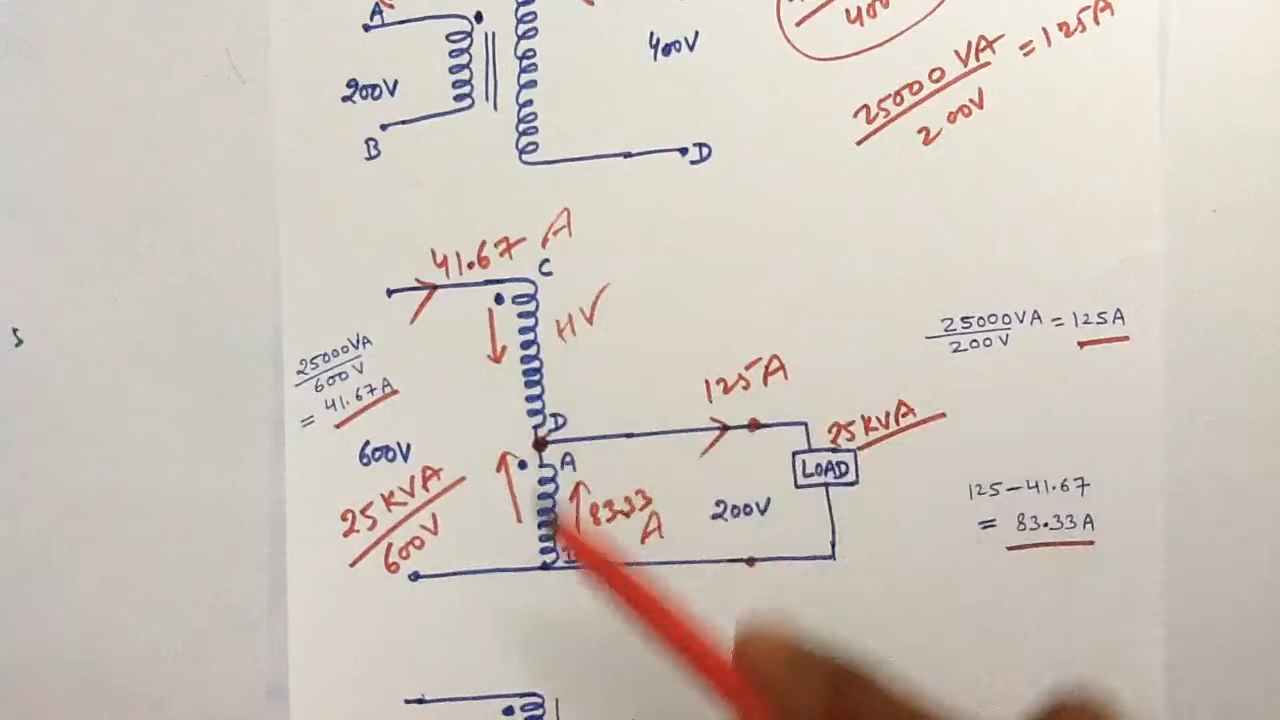 A
200V
B
400V
D
400
25000 VA
200V
=125A
41.67 A
C
HV
25000VA
600V
= 41.67A
D
125A
25000VA
200V
= 125A
600V
A
25KVA
LOAD
25KVA
600V
83.33
A
200V
125-41.67
= 83.33A